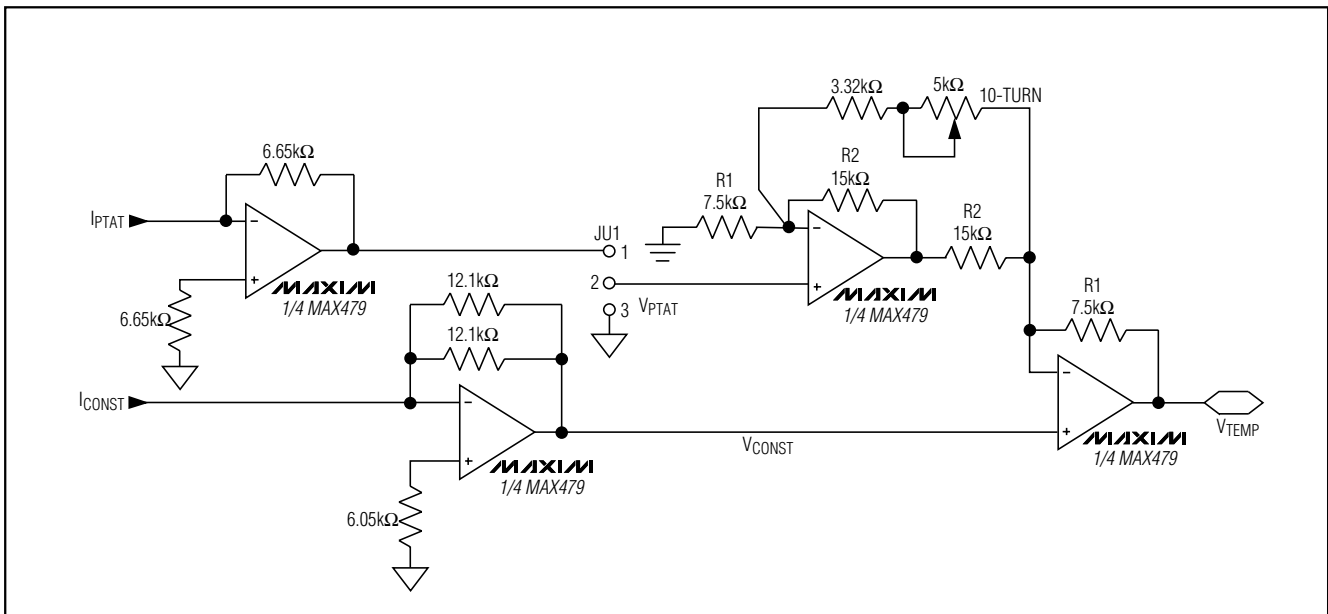 3.32kΩ
5kΩ
10-TURN
6.65kΩ
R2
15kΩ
R1
7.5kΩ
IPTAT
JU1
1
R2
15kΩ
−
+
−
+
MAXIM
1/4 MAX479
6.65kΩ
12.1kΩ
2
3
VPTAT
MAXIM
1/4 MAX479
R1
7.5kΩ
12.1kΩ
ICONST
−
+
MAXIM
1/4 MAX479
VCONST
−
+
MAXIM
1/4 MAX479
VTEMP
6.05kΩ